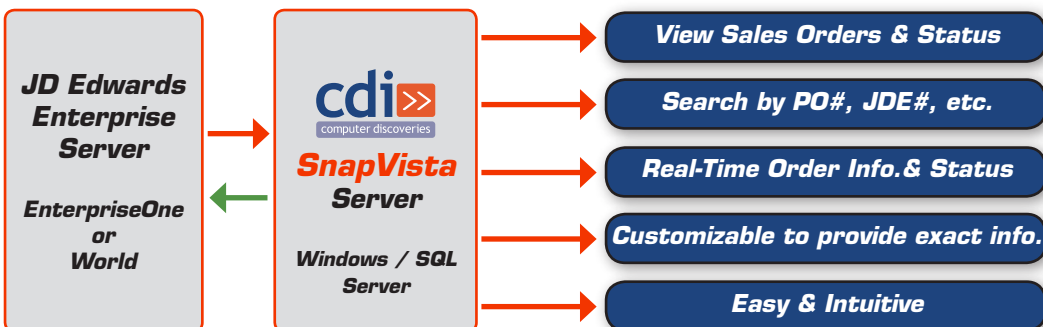 JD Edwards
Enterprise
Server
EnterpriseOne
or
World
cdi>>
computer discoveries
SnapVista
Server
Windows / SQL
Server
View Sales Orders & Status
Search by PO#, JDE#, etc.
Real-Time Order Info.& Status
Customizable to provide exact info.
Easy & Intuitive